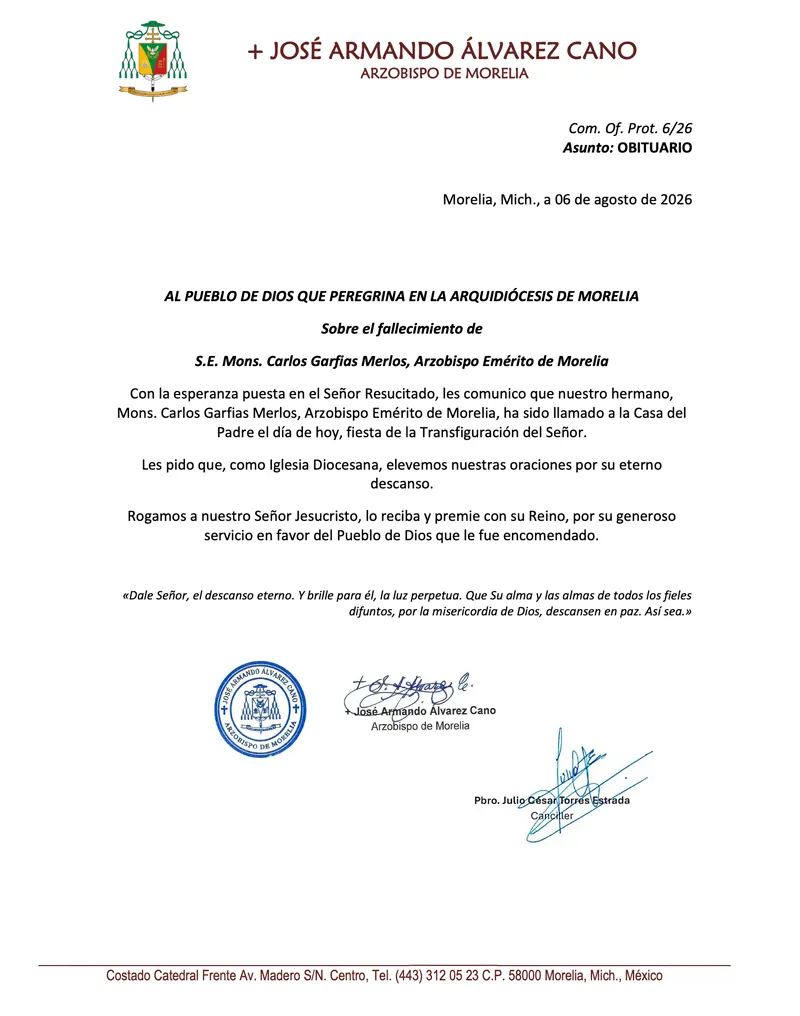 + JOSÉ ARMANDO ÁLVAREZ CANO
ARZOBISPO DE MORELIA
Com. Of. Prot. 6/26
Asunto: OBITUARIO
Morelia, Mich., a 06 de agosto de 2026
AL PUEBLO DE DIOS QUE PEREGRINA EN LA ARQUIDIÓCESIS DE MORELIA
Sobre el fallecimiento de
S.E. Mons. Carlos Garfias Merlos, Arzobispo Emérito de Morelia
Con la esperanza puesta en el Señor Resucitado, les comunico que nuestro hermano,
Mons. Carlos Garfias Merlos, Arzobispo Emérito de Morelia, ha sido llamado a la Casa del
Padre el día de hoy, fiesta de la Transfiguración del Señor.
Les pido que, como Iglesia Diocesana, elevemos nuestras oraciones por su eterno
descanso.
Rogamos a nuestro Señor Jesucristo, lo reciba y premie con su Reino, por su generoso
servicio en favor del Pueblo de Dios que le fue encomendado.
«Dale Señor, el descanso eterno. Y brille para él, la luz perpetua. Que Su alma y las almas de todos los fieles
difuntos, por la misericordia de Dios, descansen en paz. Así sea.»
JOSÉ ARMANDO ÁLVAREZ CANO
ARZOBISPO DE MORELIA
+ José Armando Álvarez Cano
Arzobispo de Morelia
Pbro. Julio César Torres Estrada
Canciller
Costado Catedral Frente Av. Madero S/N. Centro, Tel. (443) 312 05 23 C.P. 58000 Morelia, Mich., México